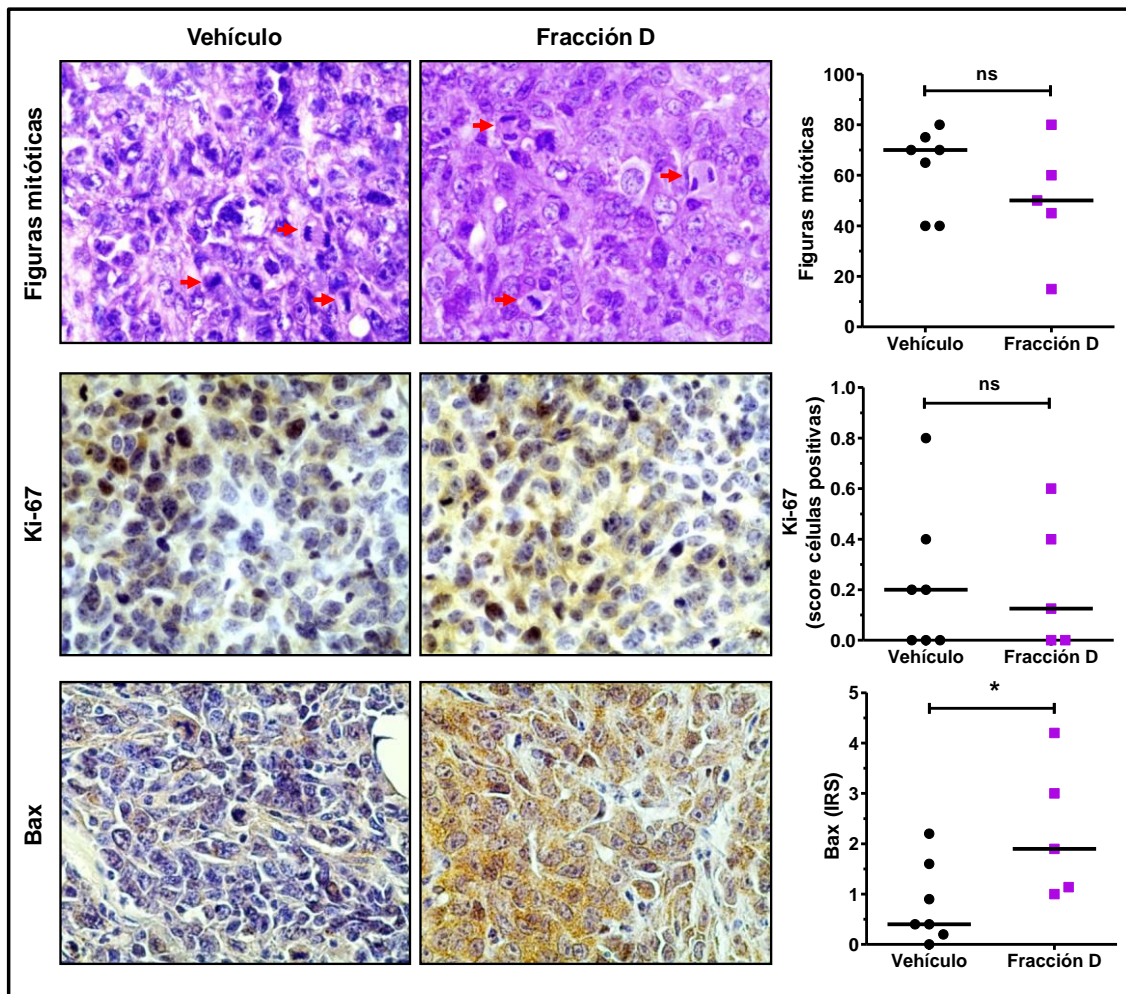 Vehículo
Fracción D
Figuras mitóticas
Figuras mitóticas
100
80
60
40
20
0
ns
Vehículo
Fracción D
Ki-67
Ki-67
(score células positivas)
1.0
0.8
0.6
0.4
0.2
0.0
ns
Vehículo
Fracción D
Bax
Bax (IRS)
5
4
3
2
1
0
*
Vehículo
Fracción D